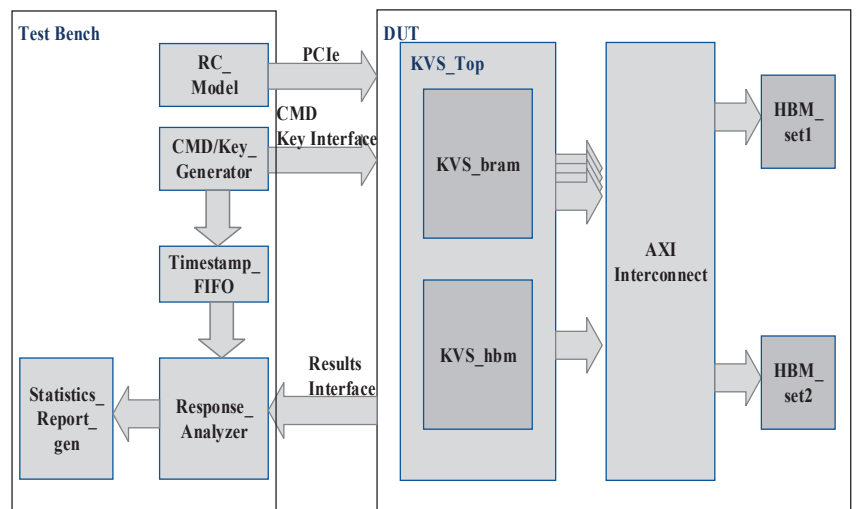 Test Bench
RC_
Model
PCIe
CMD
Key Interface
CMD/Key_
Generator
Timestamp_
FIFO
Results
Interface
Statistics_
Report_
gen
Response_
Analyzer
DUT
KVS_Top
KVS_bram
KVS_hbm
AXI
Interconnect
HBM_
set1
HBM_
set2